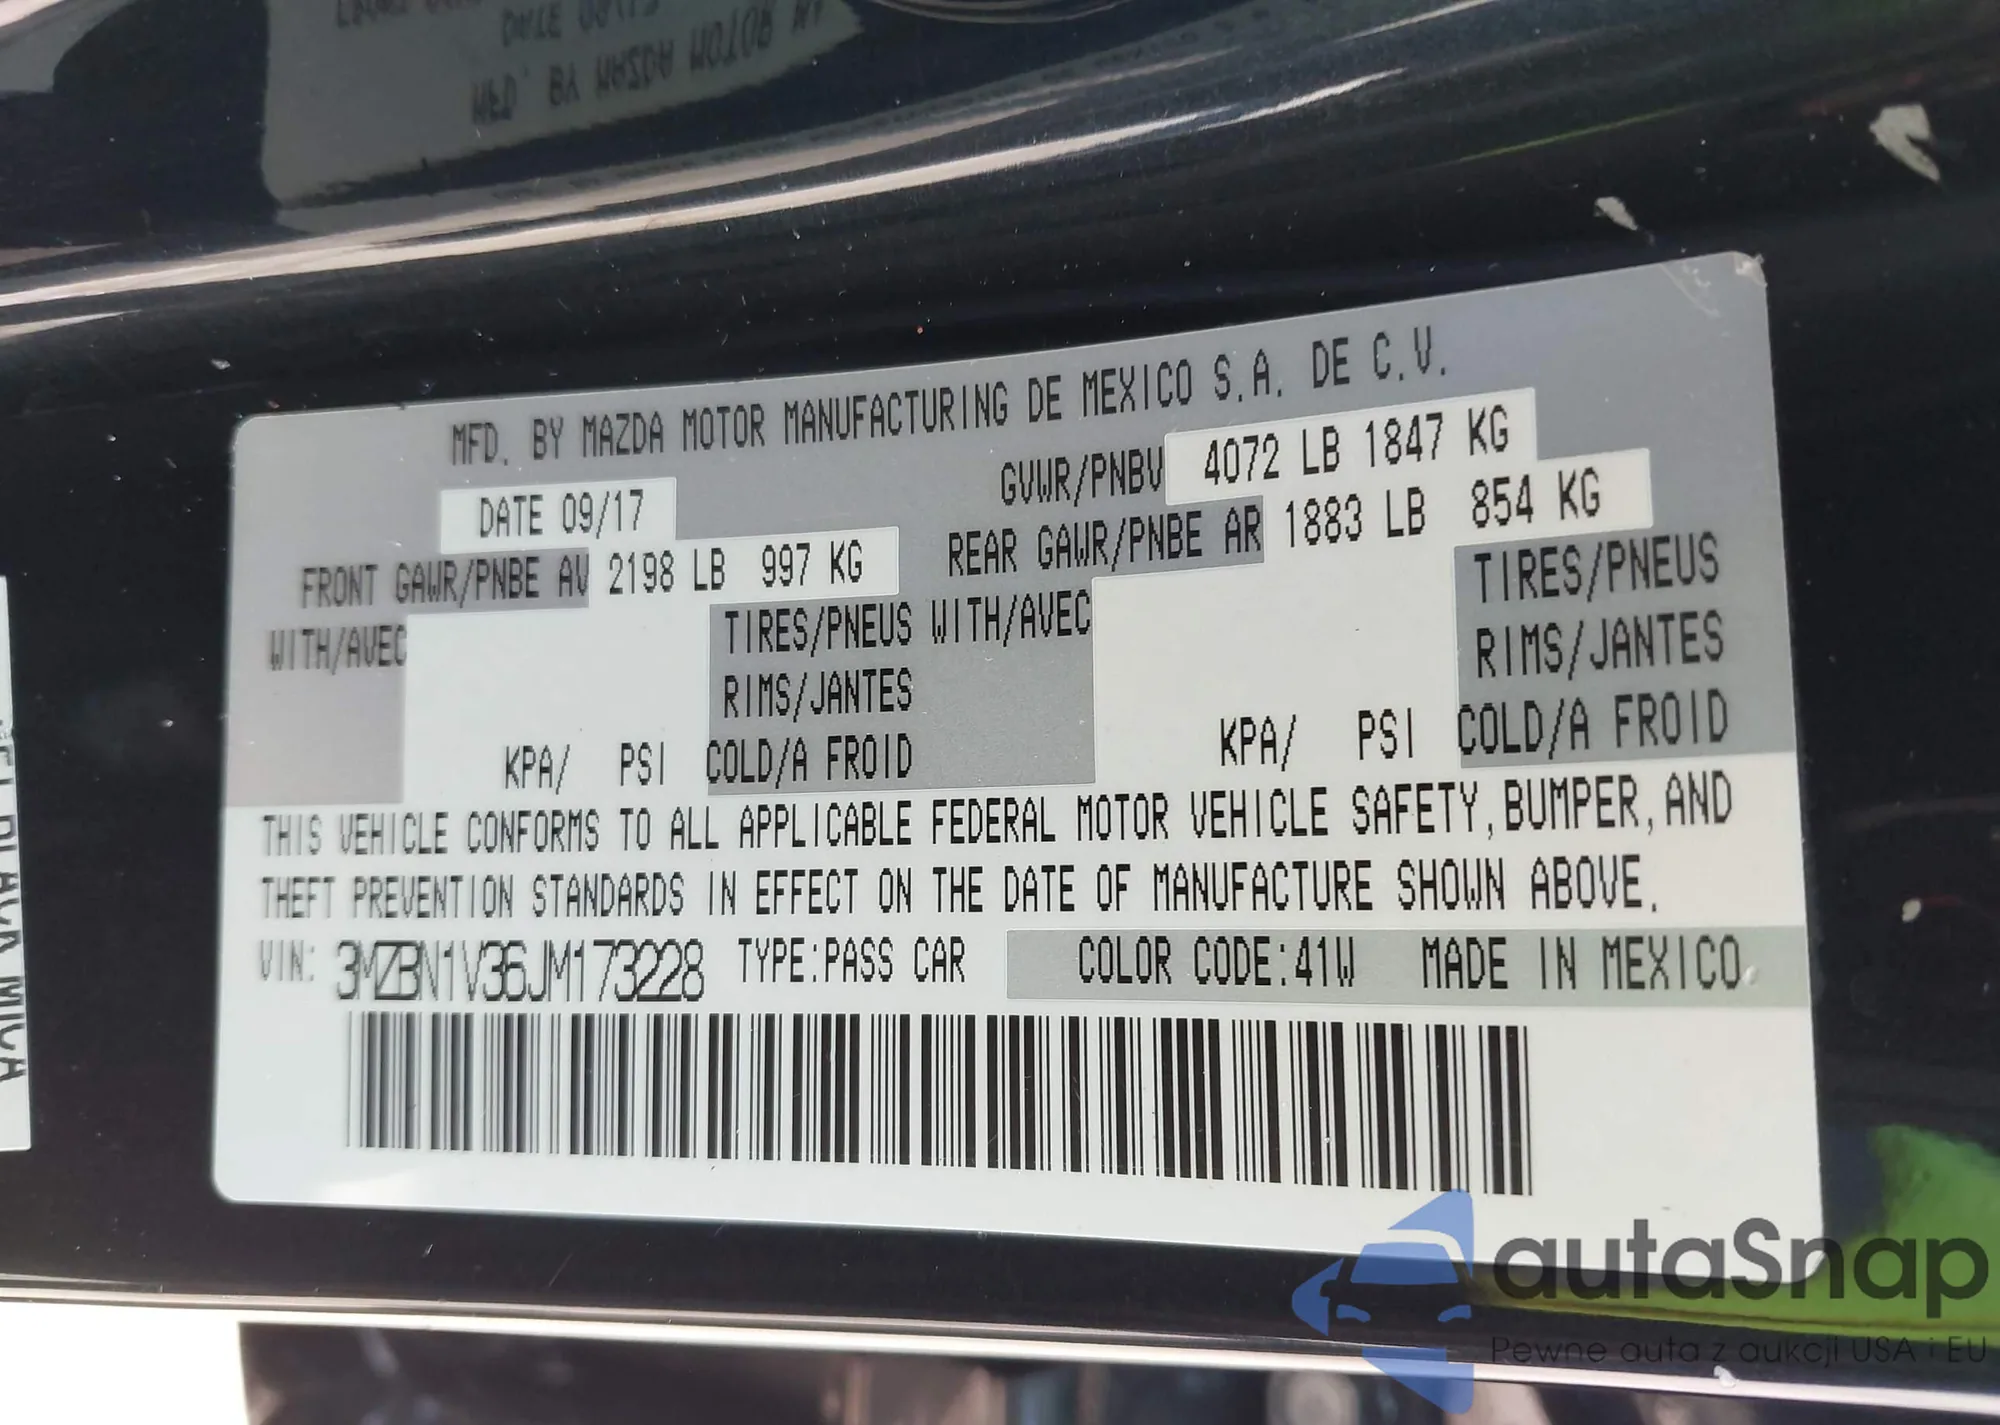 MFD. BY MAZDA MOTOR MANUFACTURING DE MEXICO S.A. DE C.V.
DATE 09/17 GVWR/PNBV 4072 LB 1847 KG
FRONT GAWR/PNBE AV 2198 LB 997 KG REAR GAWR/PNBE AR 1883 LB 854 KG
WITH/AVEC TIRES/PNEUS WITH/AVEC TIRES/PNEUS
RIMS/JANTES RIMS/JANTES
KPA/ PSI COLD/A FROID KPA/ PSI COLD/A FROID
THIS VEHICLE CONFORMS TO ALL APPLICABLE FEDERAL MOTOR VEHICLE SAFETY, BUMPER, AND
THEFT PREVENTION STANDARDS IN EFFECT ON THE DATE OF MANUFACTURE SHOWN ABOVE.
VIN: 3MZBN1V36JM173228 TYPE:PASS CAR COLOR CODE:41W MADE IN MEXICO
BLACK MICA
autaSnap
Pewne auta z aukcji USA i EU